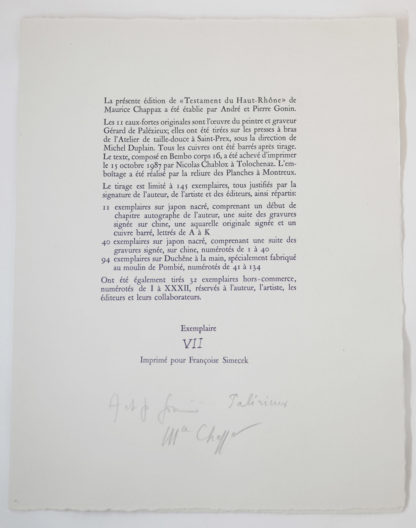 La présente édition de «Testament du Haut-Rhône» de
Maurice Chappaz a été établie par André et Pierre Gonin.
Les 11 eaux-fortes originales sont l'œuvre du peintre et graveur
Gérard de Palézieux; elles ont été tirées sur les presses à bras
de l'Atelier de taille-douce à Saint-Prex, sous la direction de
Michel Duplain. Tous les cuivres ont été barrés après tirage.
Le texte, composé en Bembo corps 16, a été achevé d'imprimer
le 15 octobre 1987 par Nicolas Chabloz à Tolochenaz. L'em-
boîtage a été réalisé par la reliure des Planches à Montreux.
Le tirage est limité à 145 exemplaires, tous justifiés par la
signature de l'auteur, de l'artiste et des éditeurs, ainsi répartis:
11 exemplaires sur japon nacré, comprenant un début de
chapitre autographe de l'auteur, une suite des gravures
signée sur chine, une aquarelle originale signée et un
cuivre barré, lettrés de A à K
40 exemplaires sur japon nacré, comprenant une suite des
gravures signée, sur chine, numérotés de 1 à 40
94 exemplaires sur Duchêne à la main, spécialement fabriqué
au moulin de Pombié, numérotés de 41 à 134
Ont été également tirés 32 exemplaires hors-commerce,
numérotés de I à XXXII, réservés à l'auteur, l'artiste, les
éditeurs et leurs collaborateurs.
Exemplaire
VII
Imprimé pour Françoise Simecek